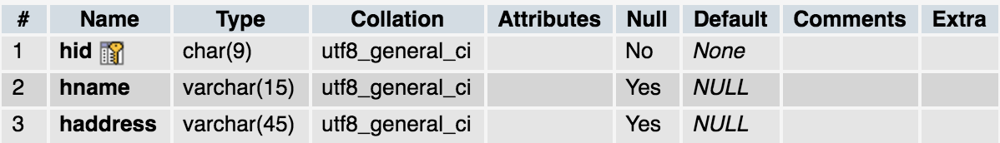 # Name Type Collation Attributes Null Default Comments Extra
1 hid char(9) utf8_general_ci No None
2 hname varchar(15) utf8_general_ci Yes NULL
3 haddress varchar(45) utf8_general_ci Yes NULL